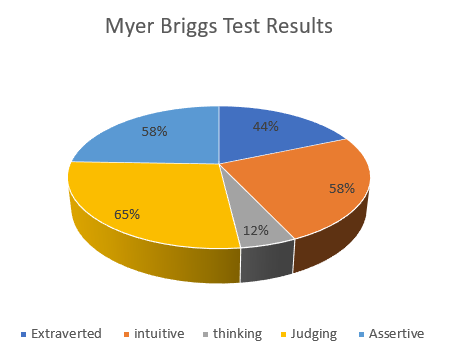 Myer Briggs Test Results
58%
44%
58%
65%
12%
Extraverted intuitive thinking Judging Assertive